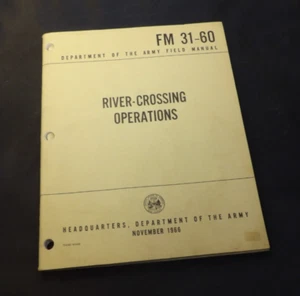 FM 31-60
DEPARTMENT OF THE ARMY FIELD MANUAL
RIVER-CROSSING
OPERATIONS
HEADQUARTERS, DEPARTMENT OF THE ARMY
NOVEMBER 1966